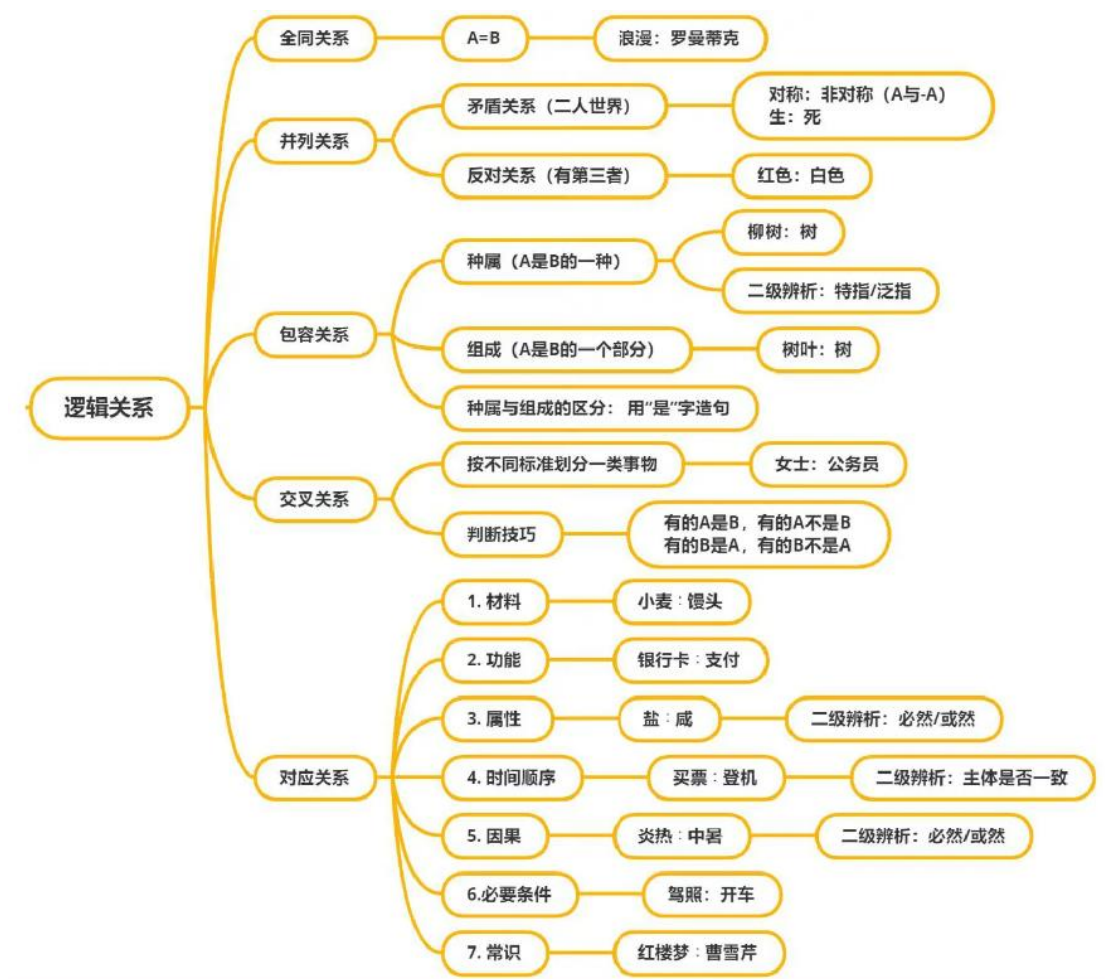 逻辑关系
全同关系
A=B
浪漫：罗曼蒂克
并列关系
矛盾关系（二人世界）
对称：非对称（A与-A）
生：死
反对关系（有第三者）
红色：白色
包容关系
种属（A是B的一种）
柳树：树
二级辨析：特指/泛指
组成（A是B的一个部分）
树叶：树
种属与组成的区分： 用“是”字造句
交叉关系
按不同标准划分一类事物
女士：公务员
判断技巧
有的A是B，有的A不是B
有的B是A，有的B不是A
对应关系
1. 材料
小麦∶馒头
2. 功能
银行卡∶支付
3. 属性
盐∶咸
二级辨析：必然/或然
4. 时间顺序
买票∶登机
二级辨析：主体是否一致
5. 因果
炎热∶中暑
二级辨析：必然/或然
6.必要条件
驾照：开车
7. 常识
红楼梦∶曹雪芹